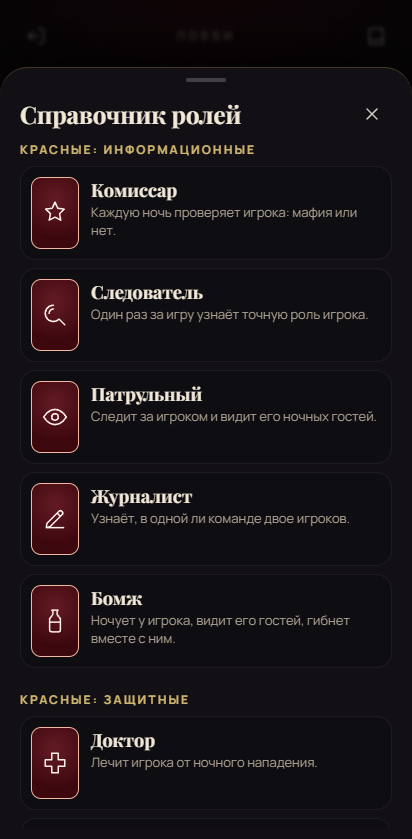 ЛОББИ
Справочник ролей
КРАСНЫЕ: ИНФОРМАЦИОННЫЕ
Комиссар
Каждую ночь проверяет игрока: мафия или
нет.
Следователь
Один раз за игру узнаёт точную роль игрока.
Патрульный
Следит за игроком и видит его ночных гостей.
Журналист
Узнаёт, в одной ли команде двое игроков.
Бомж
Ночует у игрока, видит его гостей, гибнет
вместе с ним.
КРАСНЫЕ: ЗАЩИТНЫЕ
Доктор
Лечит игрока от ночного нападения.